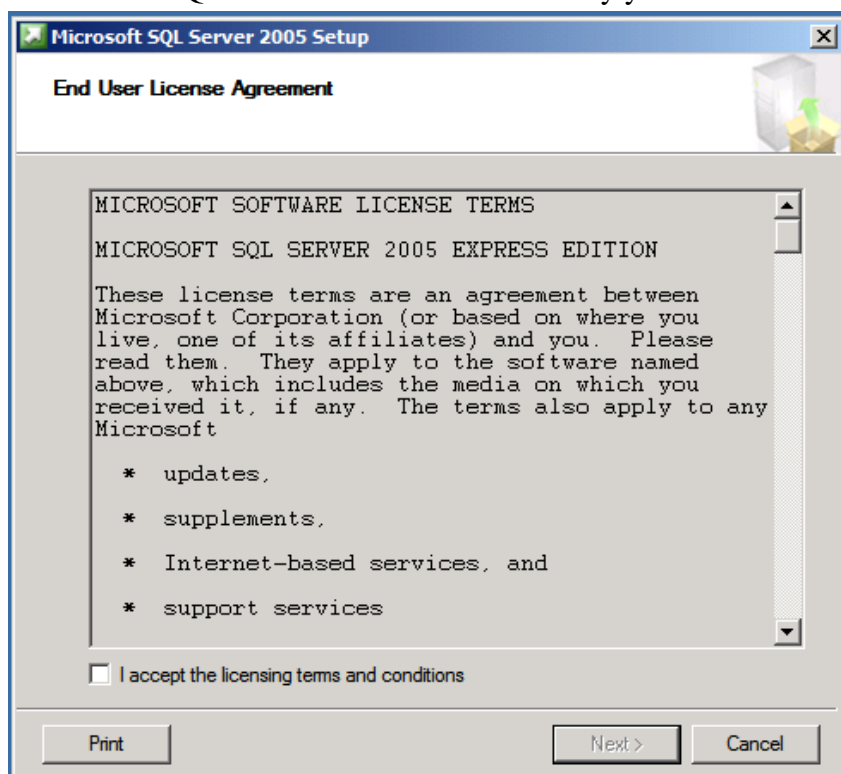 Microsoft SQL Server 2005 Setup
End User License Agreement
MICROSOFT SOFTWARE LICENSE TERMS
MICROSOFT SQL SERVER 2005 EXPRESS EDITION
These license terms are an agreement between
Microsoft Corporation (or based on where you
live, one of its affiliates) and you.  Please
read them.  They apply to the software named
above, which includes the media on which you
received it, if any.  The terms also apply to any
Microsoft
* updates,
* supplements,
* Internet-based services, and
* support services
I accept the licensing terms and conditions
Print
Next >
Cancel